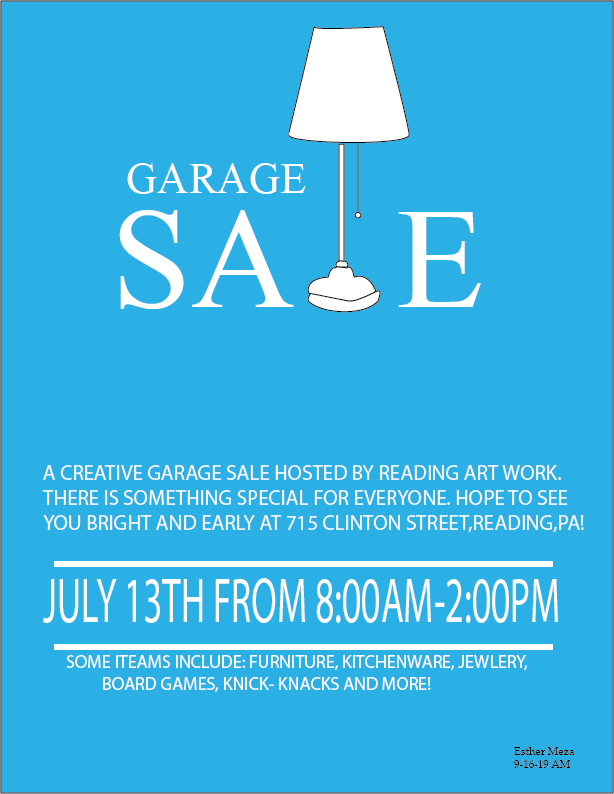 GARAGE
SA E
A CREATIVE GARAGE SALE HOSTED BY READING ART WORK.
THERE IS SOMETHING SPECIAL FOR EVERYONE. HOPE TO SEE
YOU BRIGHT AND EARLY AT 715 CLINTON STREET,READING,PA!
JULY 13TH FROM 8:00AM-2:00PM
SOME ITEAMS INCLUDE: FURNITURE, KITCHENWARE, JEWLERY,
BOARD GAMES, KNICK- KNACKS AND MORE!
Esther Meza
9-16-19 AM